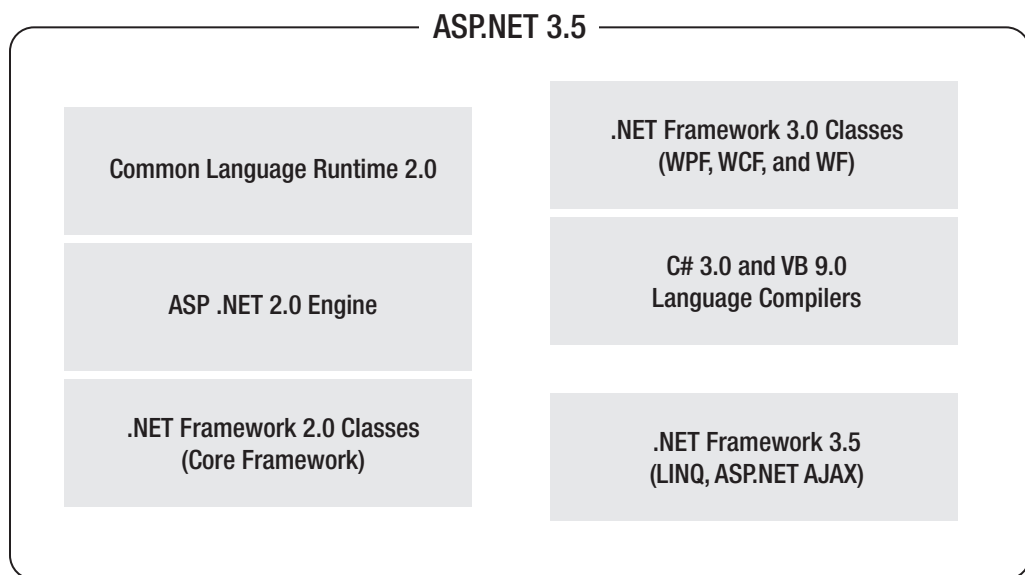 ASP.NET 3.5
Common Language Runtime 2.0
ASP .NET 2.0 Engine
.NET Framework 2.0 Classes
(Core Framework)
.NET Framework 3.0 Classes
(WPF, WCF, and WF)
C# 3.0 and VB 9.0
Language Compilers
.NET Framework 3.5
(LINQ, ASP.NET AJAX)